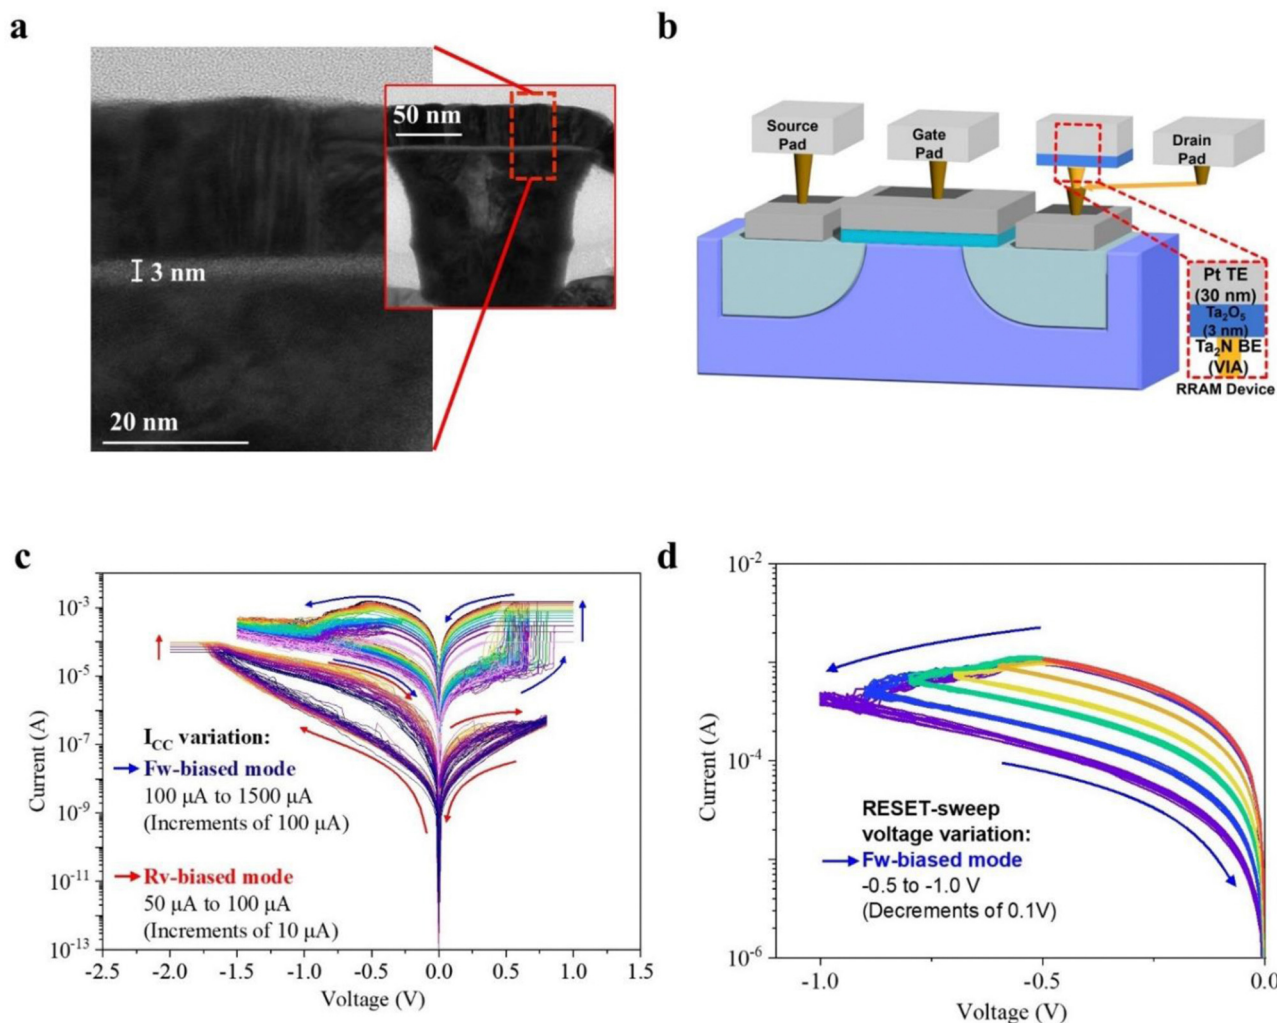 a
50 nm
3 nm
20 nm
b
Source
Pad
Gate
Pad
Drain
Pad
Pt TE
(30 nm)
Ta₂O₅
(3 nm)
Ta₂N BE
(VIA)
RRAM Device
c
Current (A)
10⁻³
10⁻⁵
10⁻⁷
10⁻⁹
10⁻¹¹
10⁻¹³
I_CC variation:
Fw-biased mode
100 μA to 1500 μA
(Increments of 100 μA)
Rv-biased mode
50 μA to 100 μA
(Increments of 10 μA)
-2.5 -2.0 -1.5 -1.0 -0.5 0.0 0.5 1.0 1.5
Voltage (V)
d
Current (A)
10⁻²
10⁻⁴
10⁻⁶
RESET-sweep
voltage variation:
Fw-biased mode
-0.5 to -1.0 V
(Decrements of 0.1V)
-1.0 -0.5 0.0
Voltage (V)